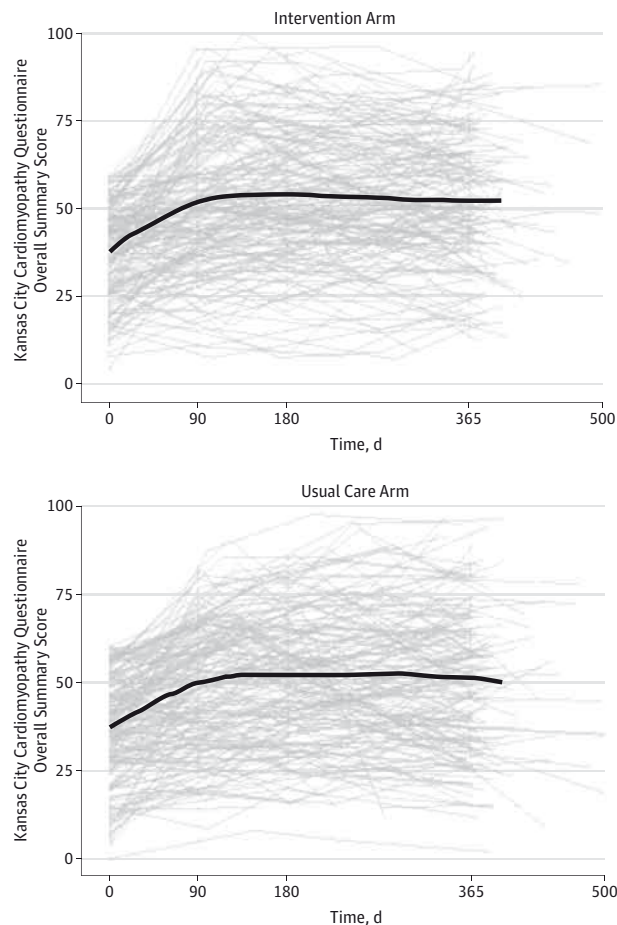 Intervention Arm
Kansas City Cardiomyopathy Questionnaire
Overall Summary Score
100
75
50
25
0
0 90 180 365 500
Time, d
Usual Care Arm
Kansas City Cardiomyopathy Questionnaire
Overall Summary Score
100
75
50
25
0
0 90 180 365 500
Time, d